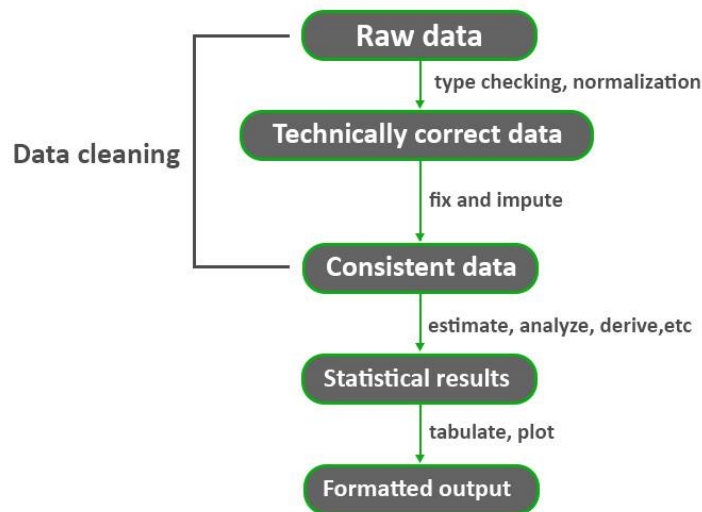 Raw data
type checking, normalization
Data cleaning
Technically correct data
fix and impute
Consistent data
estimate, analyze, derive,etc
Statistical results
tabulate, plot
Formatted output